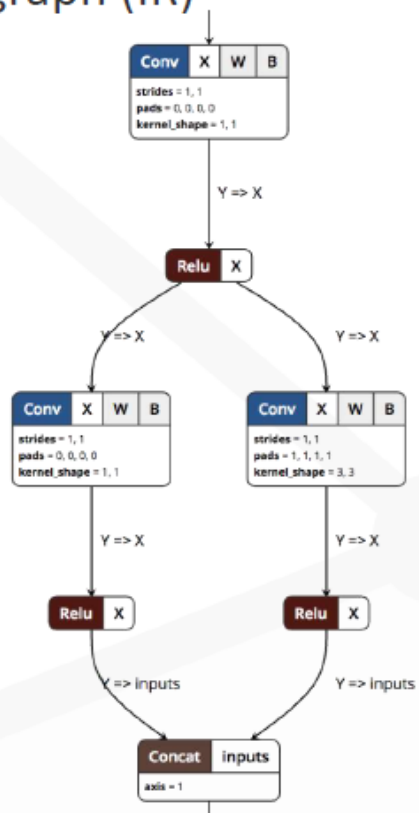 graph (IR)
Conv X W B
strides = 1, 1
pads = 0, 0, 0, 0
kernel_shape = 1, 1
Y => X
Relu X
Y => X Y => X
Conv X W B Conv X W B
strides = 1, 1 strides = 1, 1
pads = 0, 0, 0, 0 pads = 1, 1, 1, 1
kernel_shape = 1, 1 kernel_shape = 3, 3
Y => X Y => X
Relu X Relu X
Y => inputs Y => inputs
Concat inputs
axis = 1